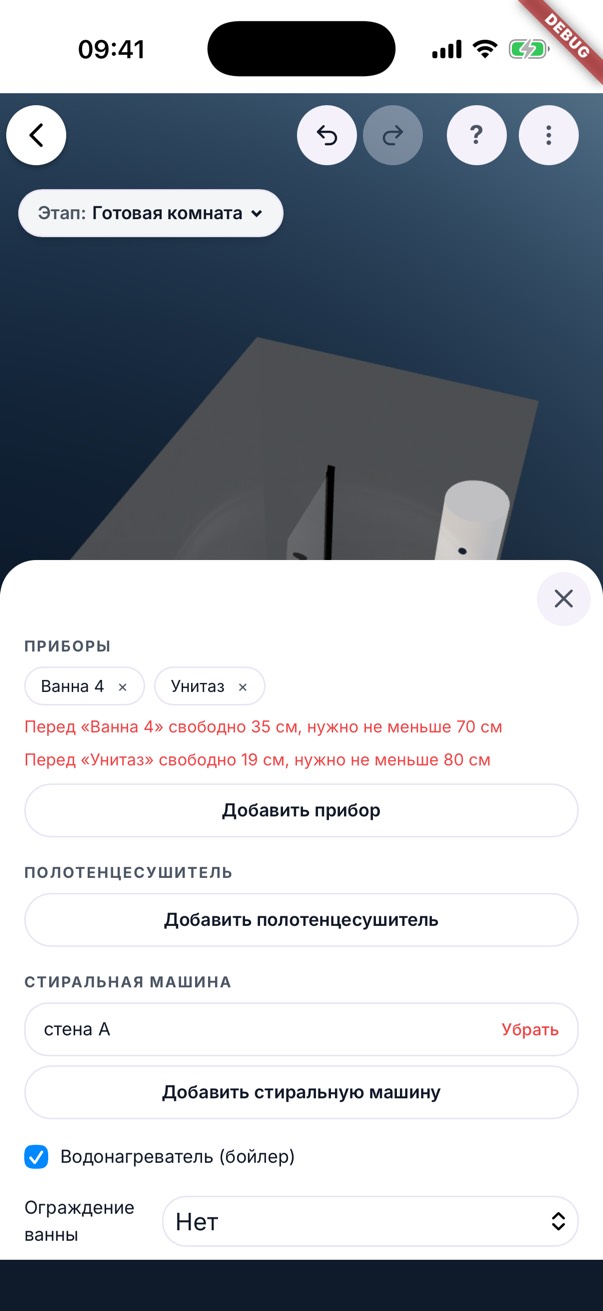 09:41
DEBUG
?
Этап: Готовая комната
ПРИБОРЫ
Ванна 4 ×
Унитаз ×
Перед «Ванна 4» свободно 35 см, нужно не меньше 70 см
Перед «Унитаз» свободно 19 см, нужно не меньше 80 см
Добавить прибор
ПОЛОТЕНЦЕСУШИТЕЛЬ
Добавить полотенцесушитель
СТИРАЛЬНАЯ МАШИНА
стена A
Убрать
Добавить стиральную машину
Водонагреватель (бойлер)
Ограждение
ванны
Нет